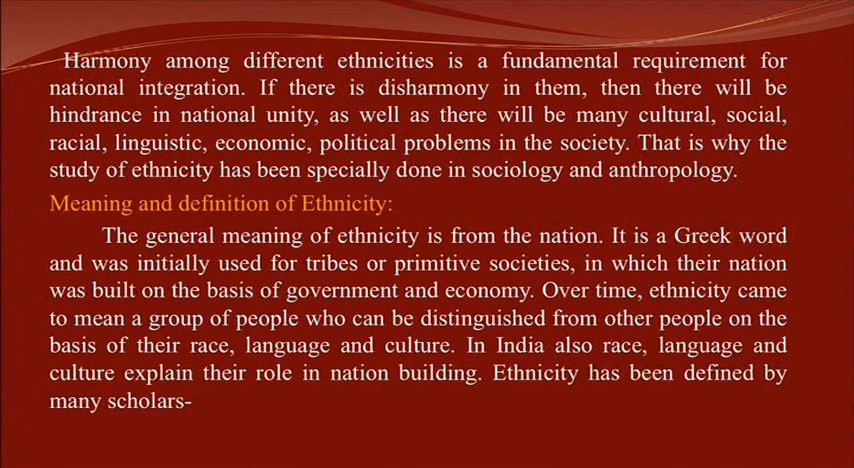 Harmony among different ethnicities is a fundamental requirement for
national integration. If there is disharmony in them, then there will be
hindrance in national unity, as well as there will be many cultural, social,
racial, linguistic, economic, political problems in the society. That is why the
study of ethnicity has been specially done in sociology and anthropology.
Meaning and definition of Ethnicity:
The general meaning of ethnicity is from the nation. It is a Greek word
and was initially used for tribes or primitive societies, in which their nation
was built on the basis of government and economy. Over time, ethnicity came
to mean a group of people who can be distinguished from other people on the
basis of their race, language and culture. In India also race, language and
culture explain their role in nation building. Ethnicity has been defined by
many scholars-